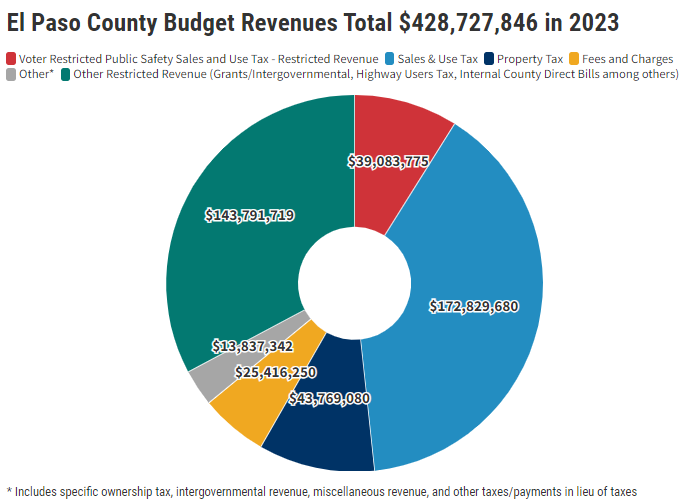 El Paso County Budget Revenues Total $428,727,846 in 2023
Voter Restricted Public Safety Sales and Use Tax - Restricted Revenue Sales & Use Tax Property Tax Fees and Charges
Other* Other Restricted Revenue (Grants/Intergovernmental, Highway Users Tax, Internal County Direct Bills among others)
$39,083,775
$143,791,719
$172,829,680
$13,837,342
$25,416,250
$43,769,080
* Includes specific ownership tax, intergovernmental revenue, miscellaneous revenue, and other taxes/payments in lieu of taxes